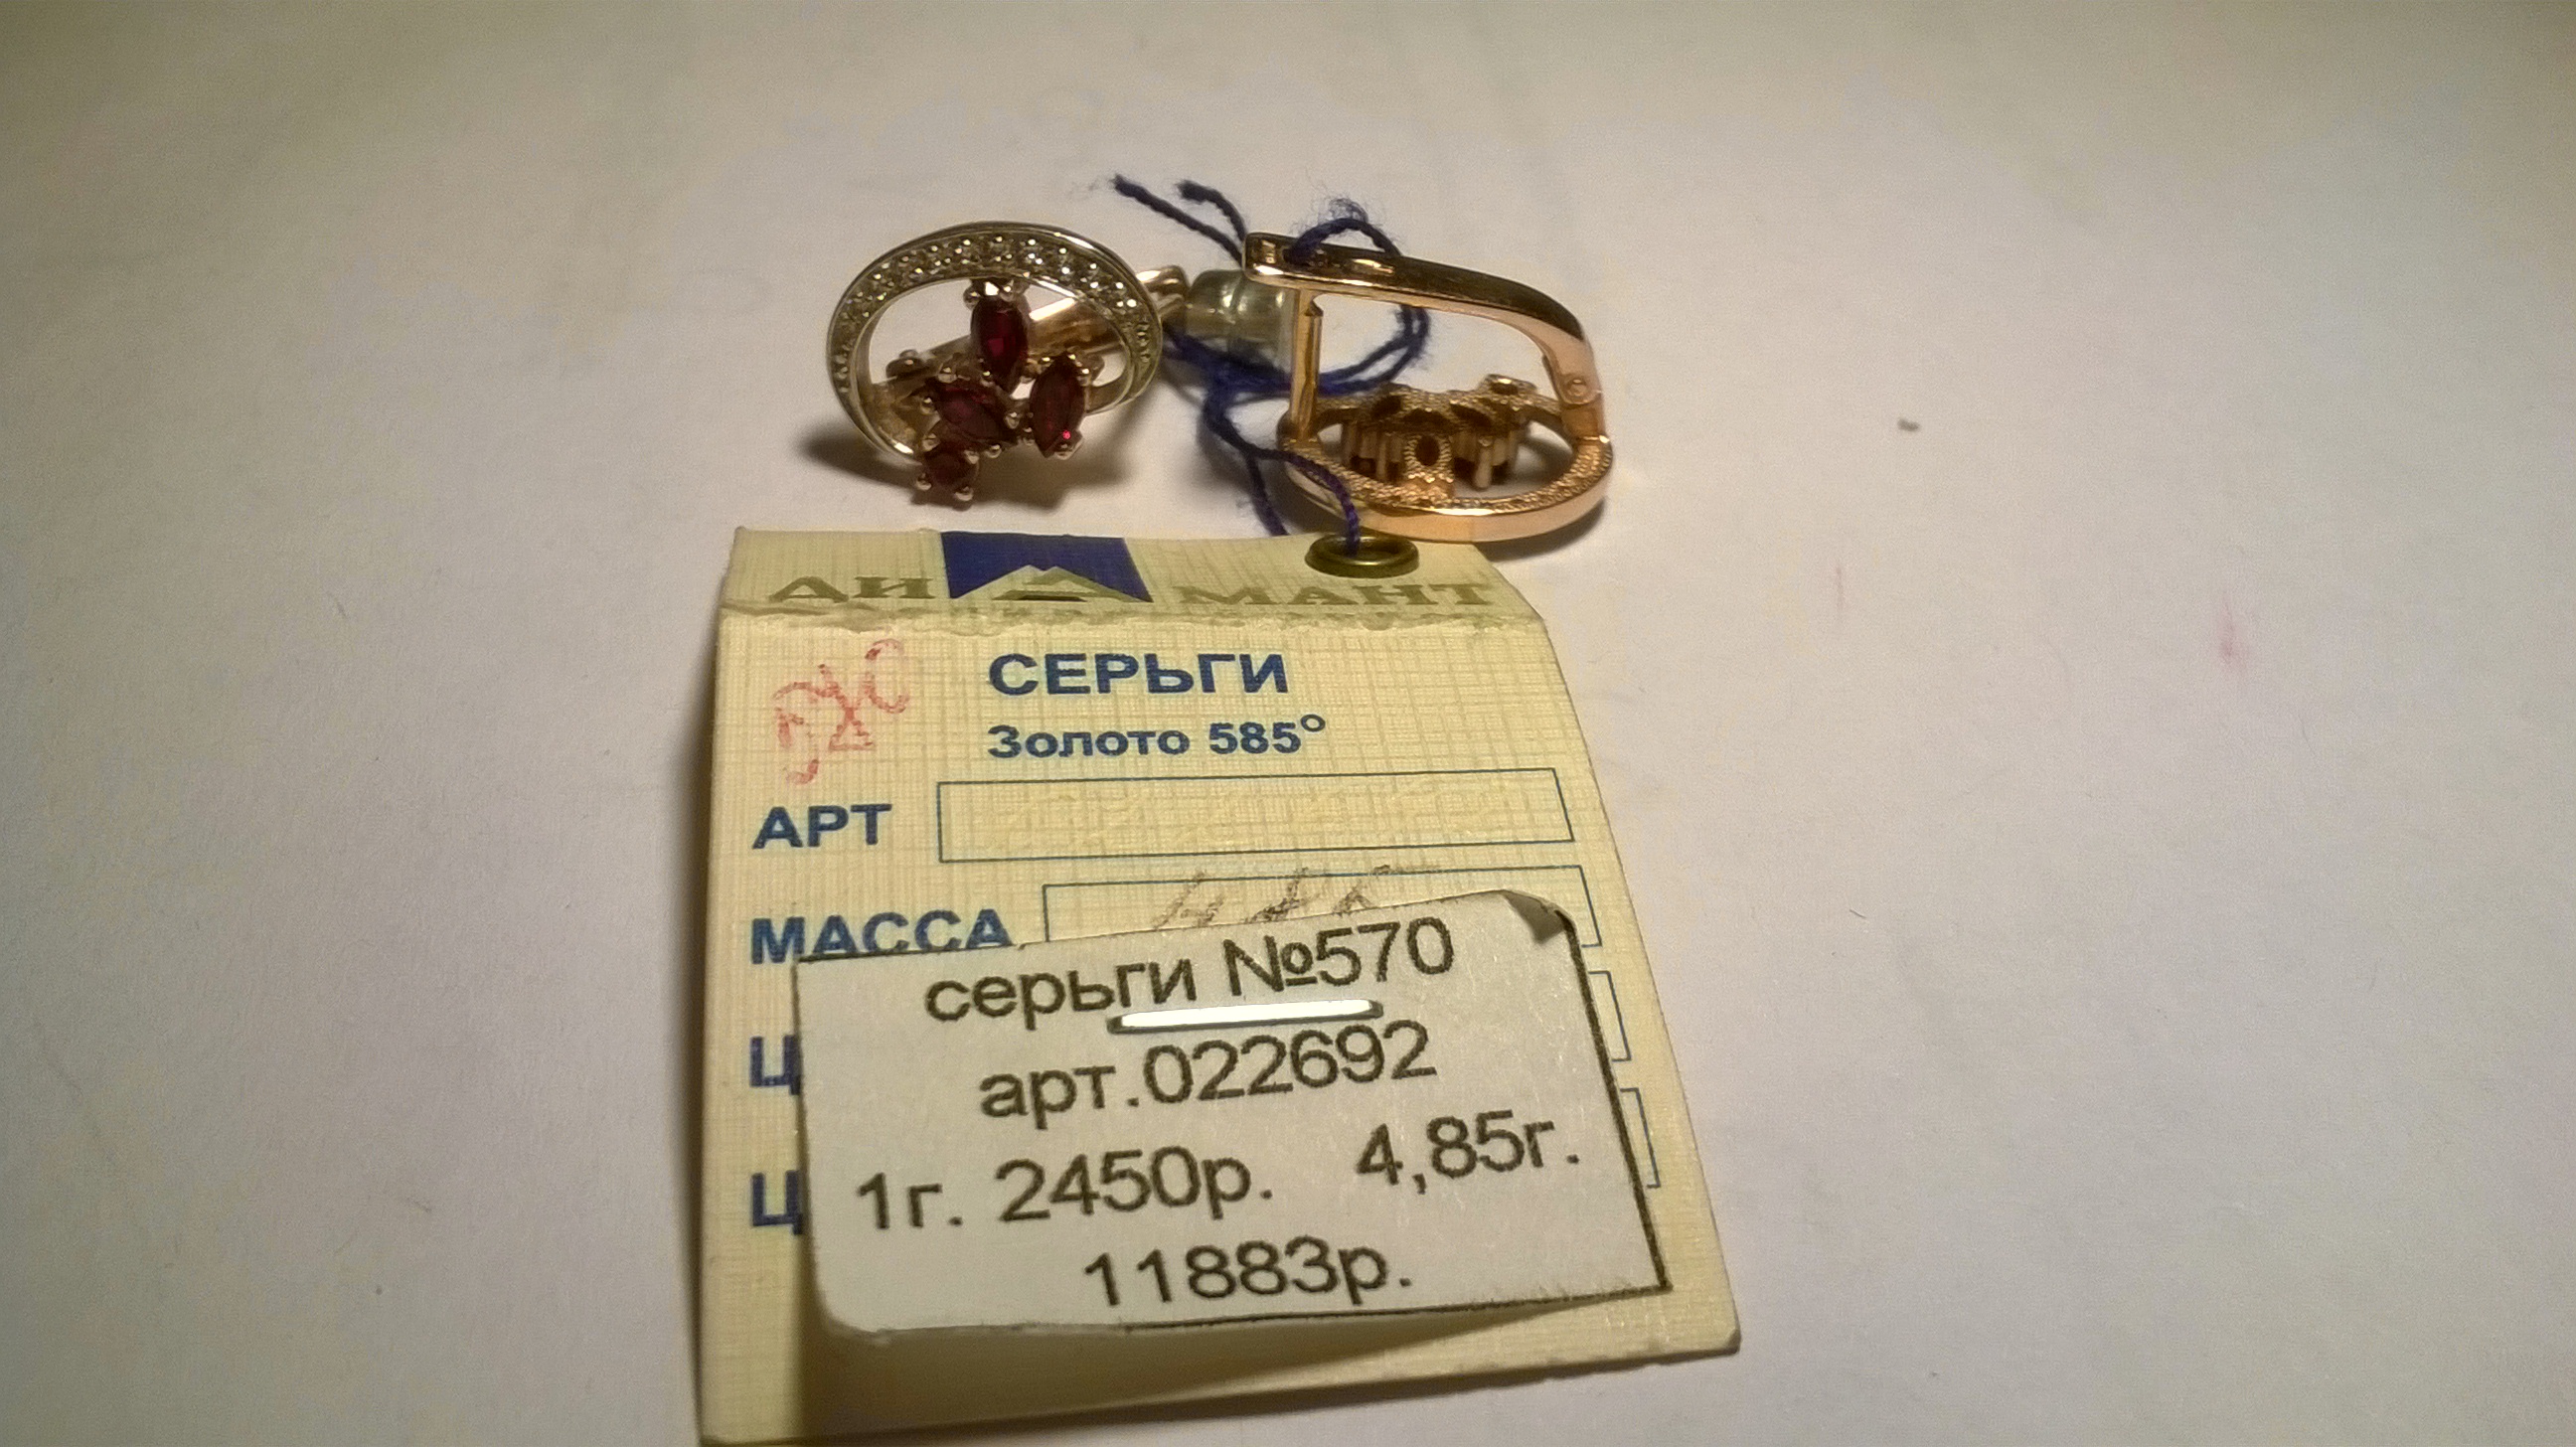 ДИАМАНТ
СЕРЬГИ
Золото 585°
АРТ
МАССА
серьги №570
арт.022692
1г. 2450р. 4,85г.
11883р.
Ц
Ц